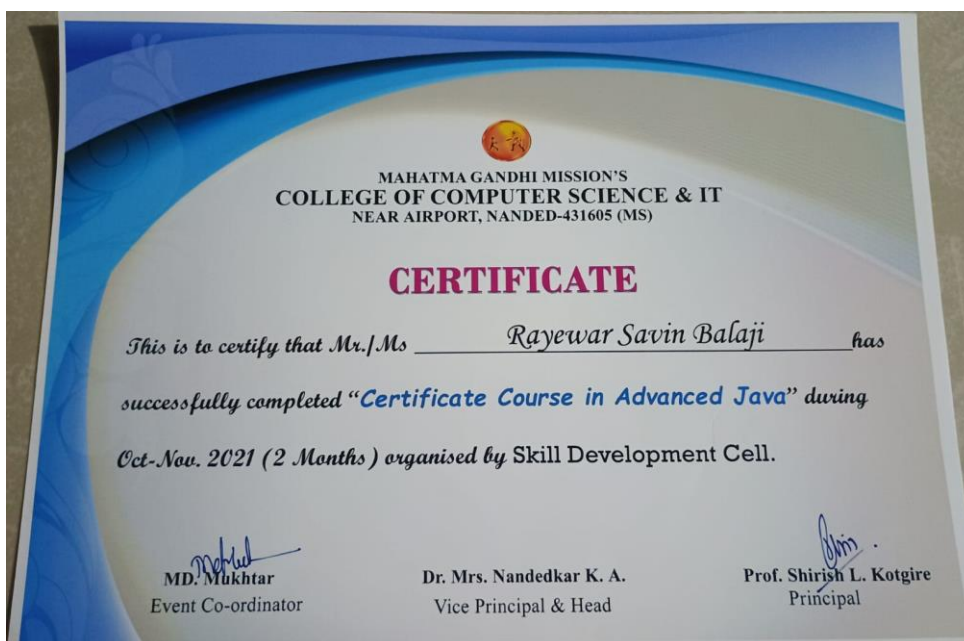 MAHATMA GANDHI MISSION'S
COLLEGE OF COMPUTER SCIENCE & IT
NEAR AIRPORT, NANDED-431605 (MS)
CERTIFICATE
This is to certify that Mr./Ms Rayewar Savin Balaji has
successfully completed “Certificate Course in Advanced Java” during
Oct-Nov. 2021 (2 Months) organised by Skill Development Cell.
MD. Mukhtar Dr. Mrs. Nandedkar K. A. Prof. Shirish L. Kotgire
Event Co-ordinator Vice Principal & Head Principal